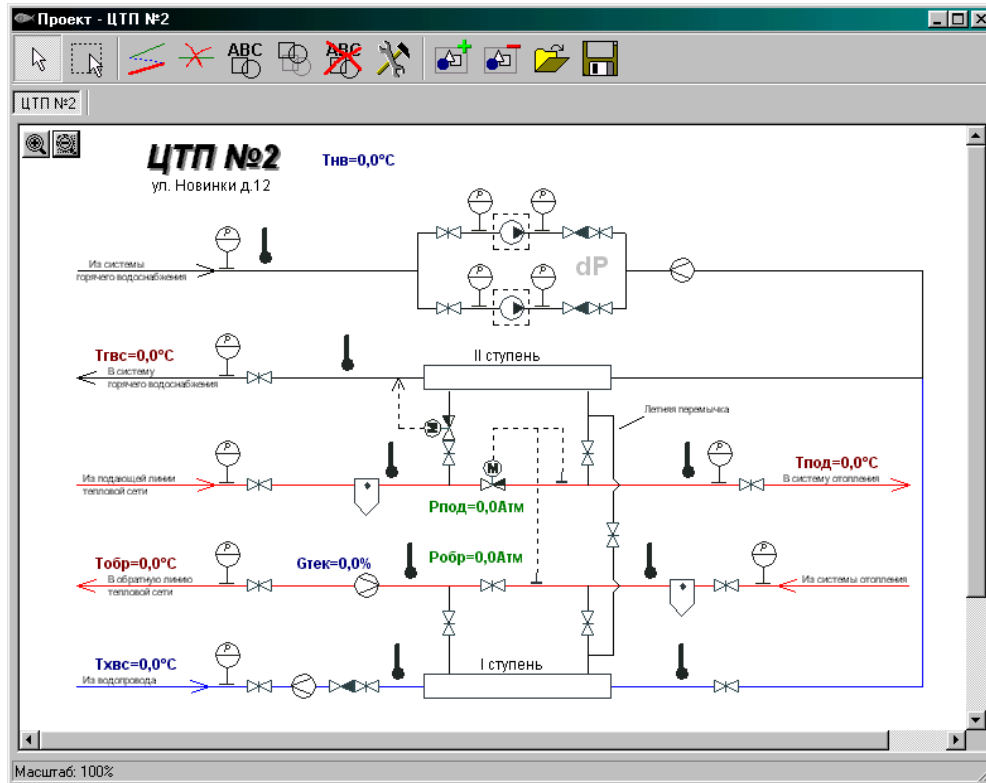 Проект - ЦТП №2
ABC
ABC
ЦТП №2
ЦТП №2
ул. Новинки д.12
Тнв=0,0°С
P
P
P
Из системы
горячего водоснабжения
dP
P
P
P
Тгвс=0,0°С
В систему
горячего водоснабжения
II ступень
Летняя перемычка
M
P
M
P
Из подающей линии
тепловой сети
Тпод=0,0°С
В систему отопления
Рпод=0,0Атм
Тобр=0,0°С
Gтек=0,0%
Робр=0,0Атм
P
P
В обратную линию
тепловой сети
Из системы отопления
P
Тхвс=0,0°С
Из водопровода
I ступень
Масштаб: 100%